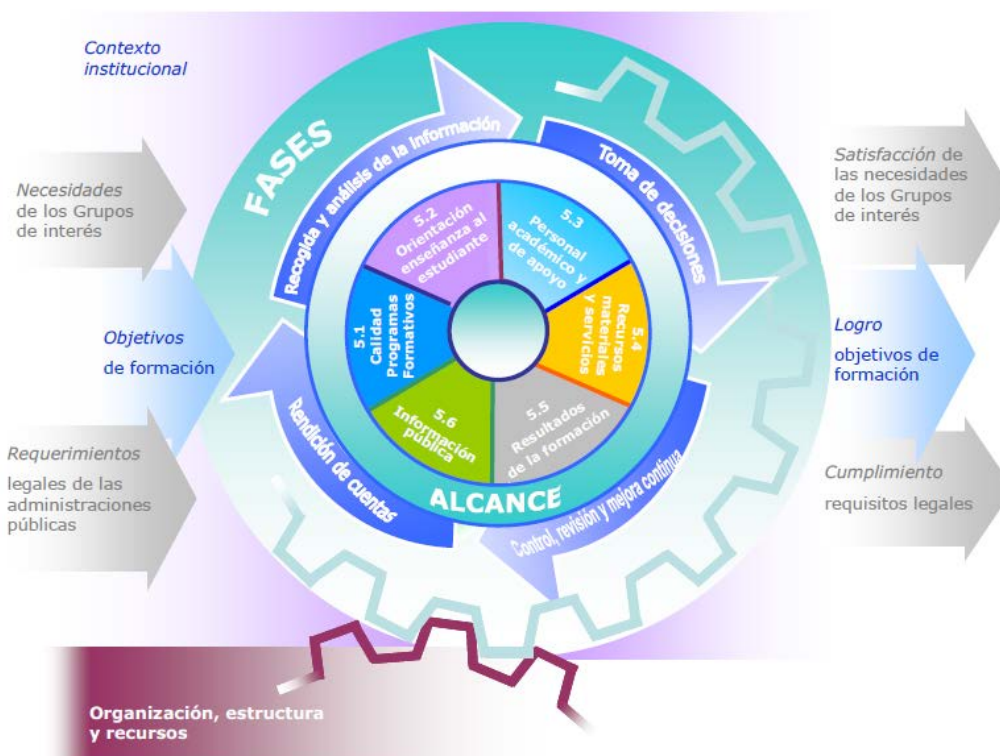 Contexto
institucional
Necesidades
de los Grupos
de interés
Objetivos
de formación
Requerimientos
legales de las
administraciones
públicas
FASES
Recogida y análisis de la información
Toma de decisiones
Control, revisión y mejora continua
Rendición de cuentas
5.1
Calidad
Programas
Formativos
5.2
Orientación
enseñanza al
estudiante
5.3
Personal
académico y
de apoyo
5.4
Recursos
materiales
y servicios
5.5
Resultados
de la formación
5.6
Información
pública
ALCANCE
Satisfacción de
las necesidades
de los Grupos
de interés
Logro
objetivos de
formación
Cumplimiento
requisitos legales
Organización, estructura
y recursos